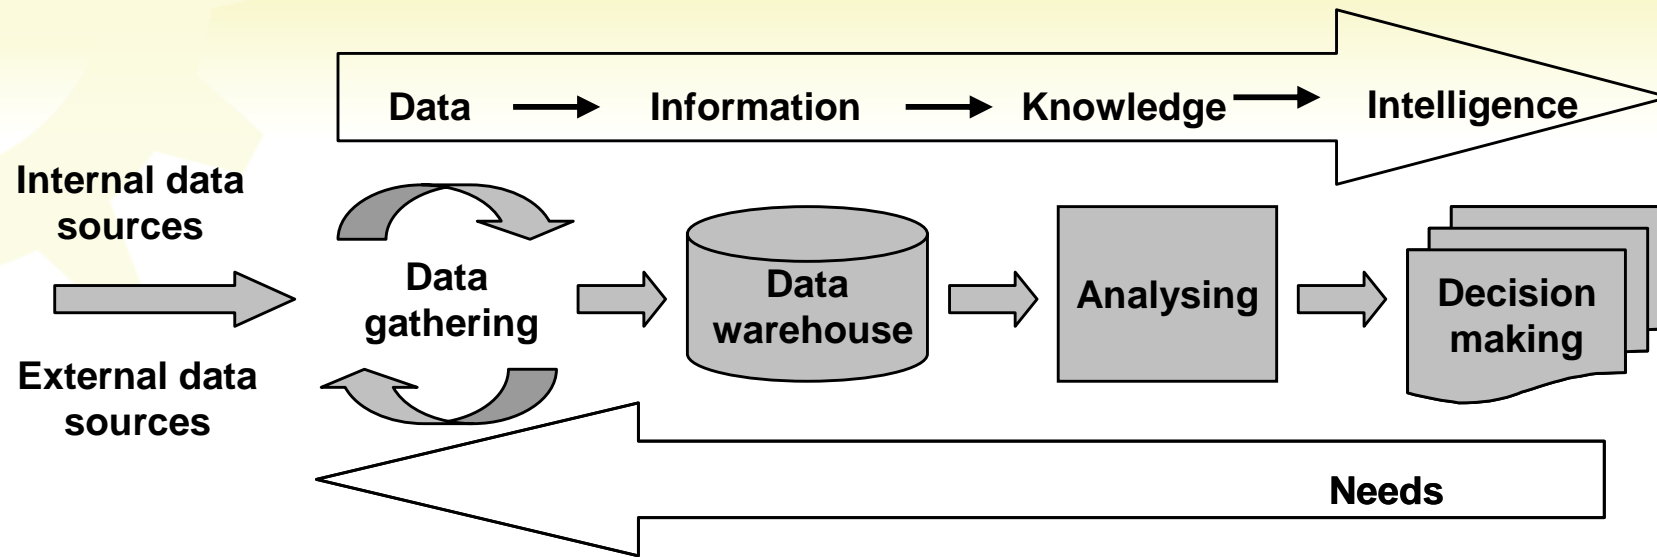 Data
Information
Knowledge
Intelligence
Internal data
sources
External data
sources
Data
gathering
Data
warehouse
Analysing
Decision
making
Needs